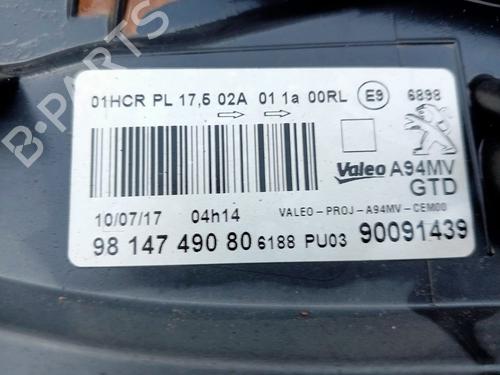 01HCR PL 17,5 02A 01 1a 00RL E9 6898
Valeo A94MV
GTD
10/07/17 04h14 VALEO-PROJ-A94MV-CEM00
98 147 490 80 6188 PU03 90091439
B-PARTS